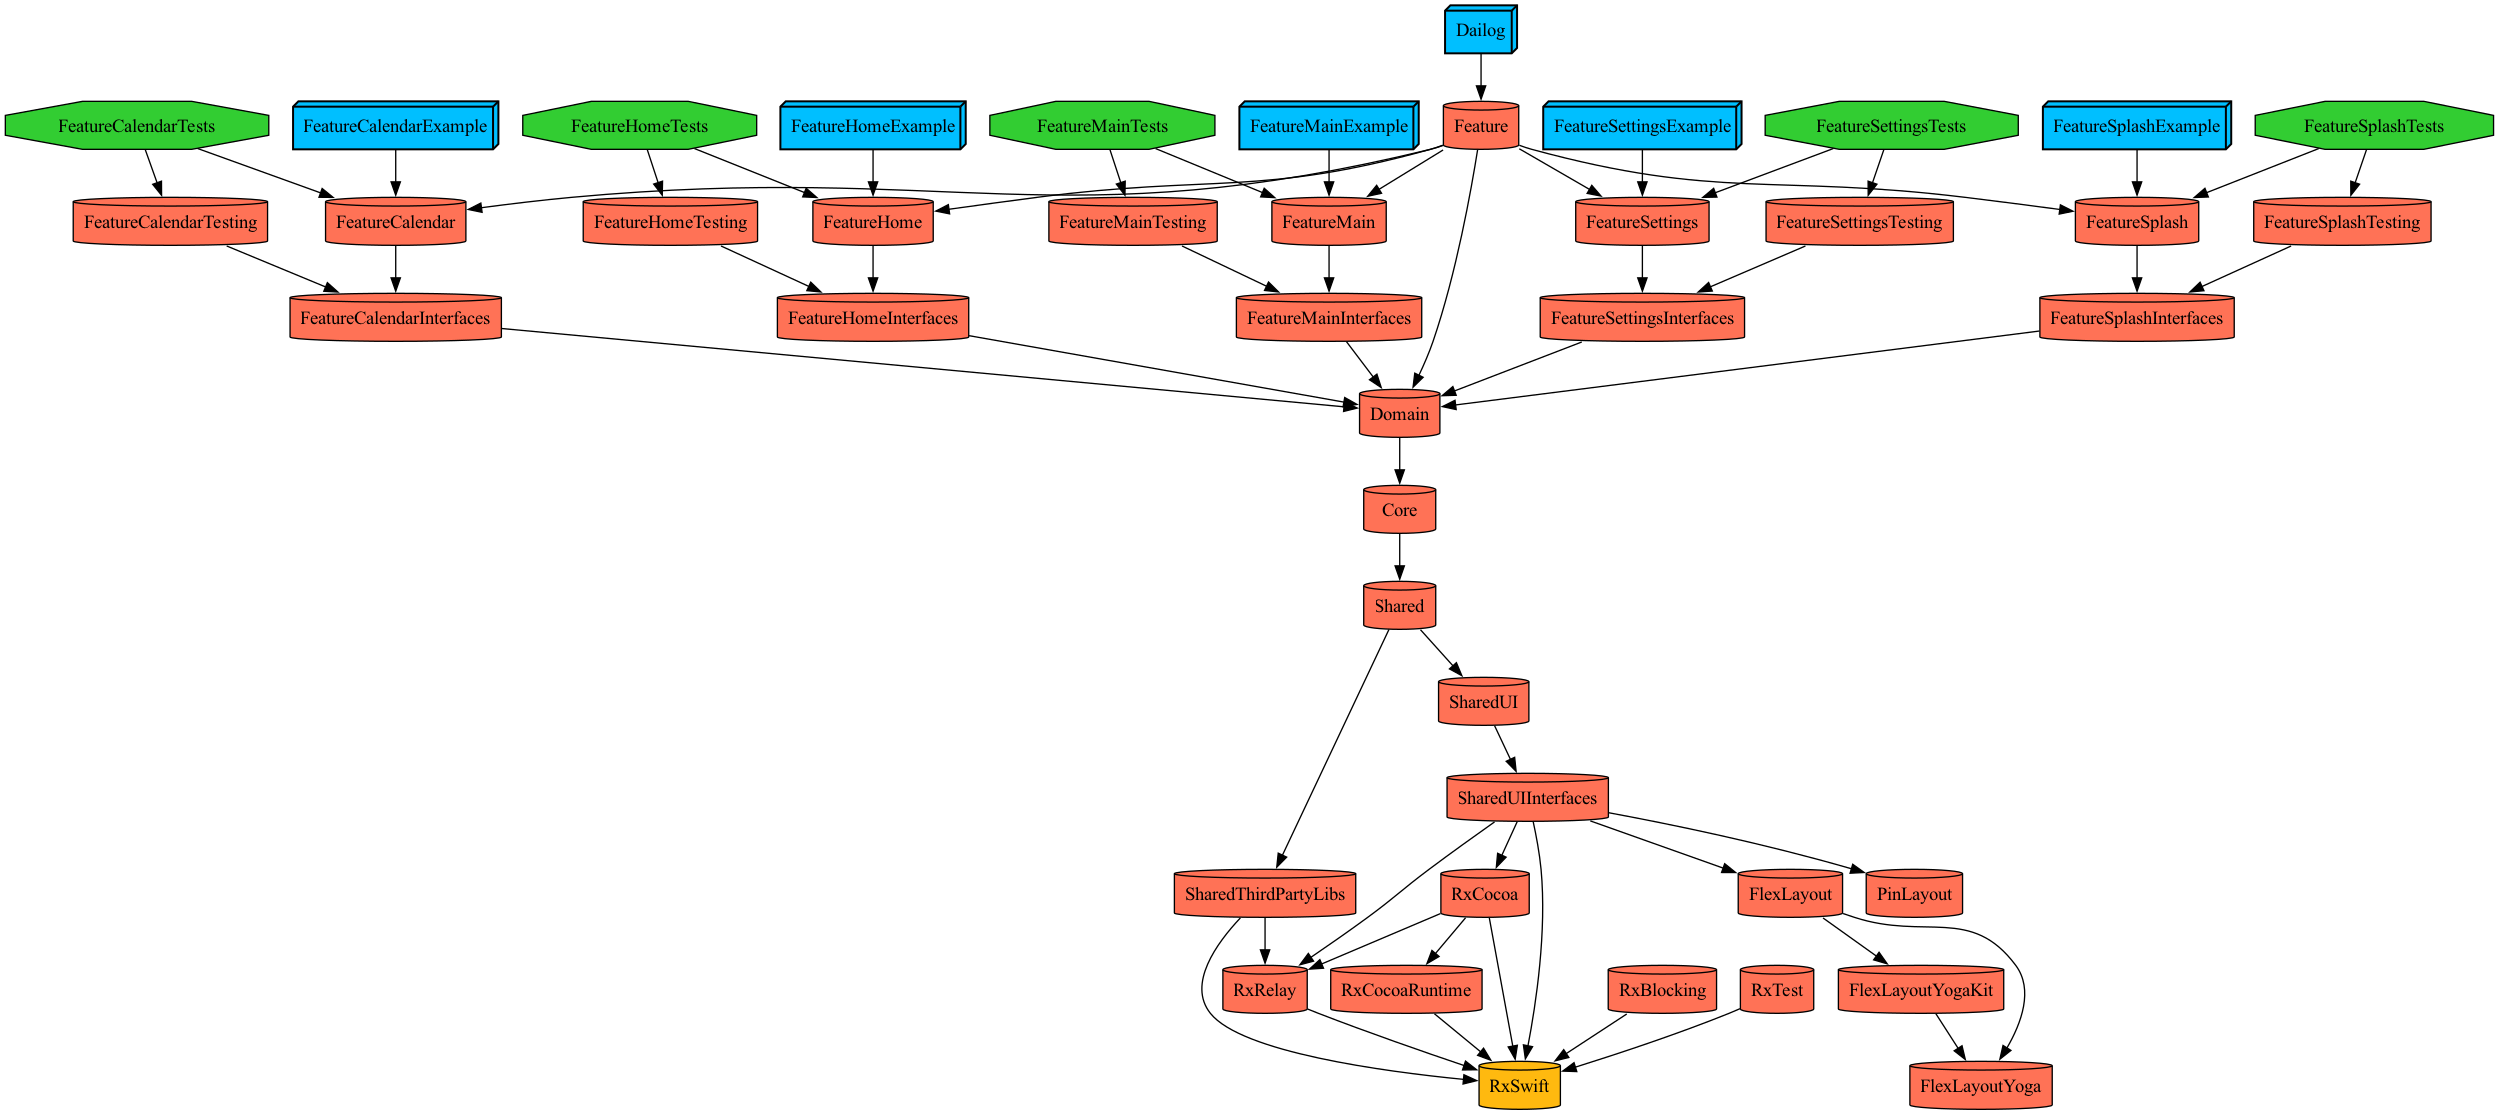 Dailog
FeatureCalendarTests
FeatureCalendarExample
FeatureHomeTests
FeatureHomeExample
FeatureMainTests
FeatureMainExample
Feature
FeatureSettingsExample
FeatureSettingsTests
FeatureSplashExample
FeatureSplashTests
FeatureCalendarTesting
FeatureCalendar
FeatureHomeTesting
FeatureHome
FeatureMainTesting
FeatureMain
FeatureSettings
FeatureSettingsTesting
FeatureSplash
FeatureSplashTesting
FeatureCalendarInterfaces
FeatureHomeInterfaces
FeatureMainInterfaces
FeatureSettingsInterfaces
FeatureSplashInterfaces
Domain
Core
Shared
SharedUI
SharedUIInterfaces
SharedThirdPartyLibs
RxCocoa
FlexLayout
PinLayout
RxRelay
RxCocoaRuntime
RxBlocking
RxTest
FlexLayoutYogaKit
RxSwift
FlexLayoutYoga